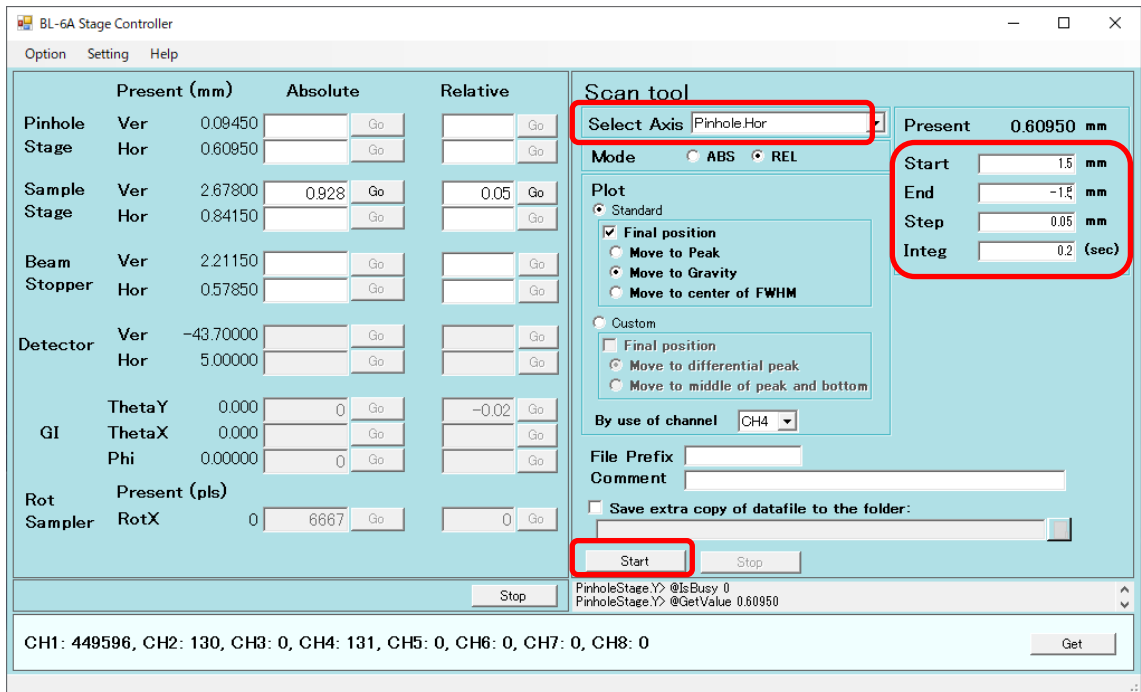 BL-6A Stage Controller
Option Setting Help
Present (mm) Absolute Relative
Pinhole Stage
Ver 0.09450 Go Go
Hor 0.60950 Go Go
Sample Stage
Ver 2.67800 0.928 Go 0.05 Go
Hor 0.84150 Go Go
Beam Stopper
Ver 2.21150 Go Go
Hor 0.57850 Go Go
Detector
Ver -43.70000 Go Go
Hor 5.00000 Go Go
GI
ThetaY 0.000 0 Go -0.02 Go
ThetaX 0.000 Go Go
Phi 0.00000 0 Go Go
Rot Sampler
Present (pls)
RotX 0 6667 Go 0 Go
Stop
Scan tool
Select Axis Pinhole.Hor
Mode ABS REL
Plot
Standard
Final position
Move to Peak
Move to Gravity
Move to center of FWHM
Custom
Final position
Move to differential peak
Move to middle of peak and bottom
By use of channel CH4
Present 0.60950 mm
Start 1.5 mm
End mm
Step 0.05 mm
Integ 0.2 (sec)
File Prefix
Comment
Save extra copy of datafile to the folder:
Start Stop
PinholeStage.Y> @IsBusy 0
PinholeStage.Y> @GetValue 0.60950
CH1: 449596, CH2: 130, CH3: 0, CH4: 131, CH5: 0, CH6: 0, CH7: 0, CH8: 0
Get